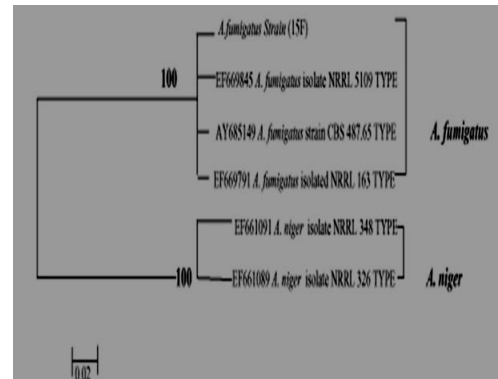 A.fumigatus Strain (15F)
100
EF669845 A. fumigatus isolate NRRL 5109 TYPE
AY685149 A. fumigatus strain CBS 487.65 TYPE
A. fumigatus
EF669791 A. fumigatus isolated NRRL 163 TYPE
EF661091 A. niger isolate NRRL 348 TYPE
100
EF661089 A. niger isolate NRRL 326 TYPE
A. niger
0.02